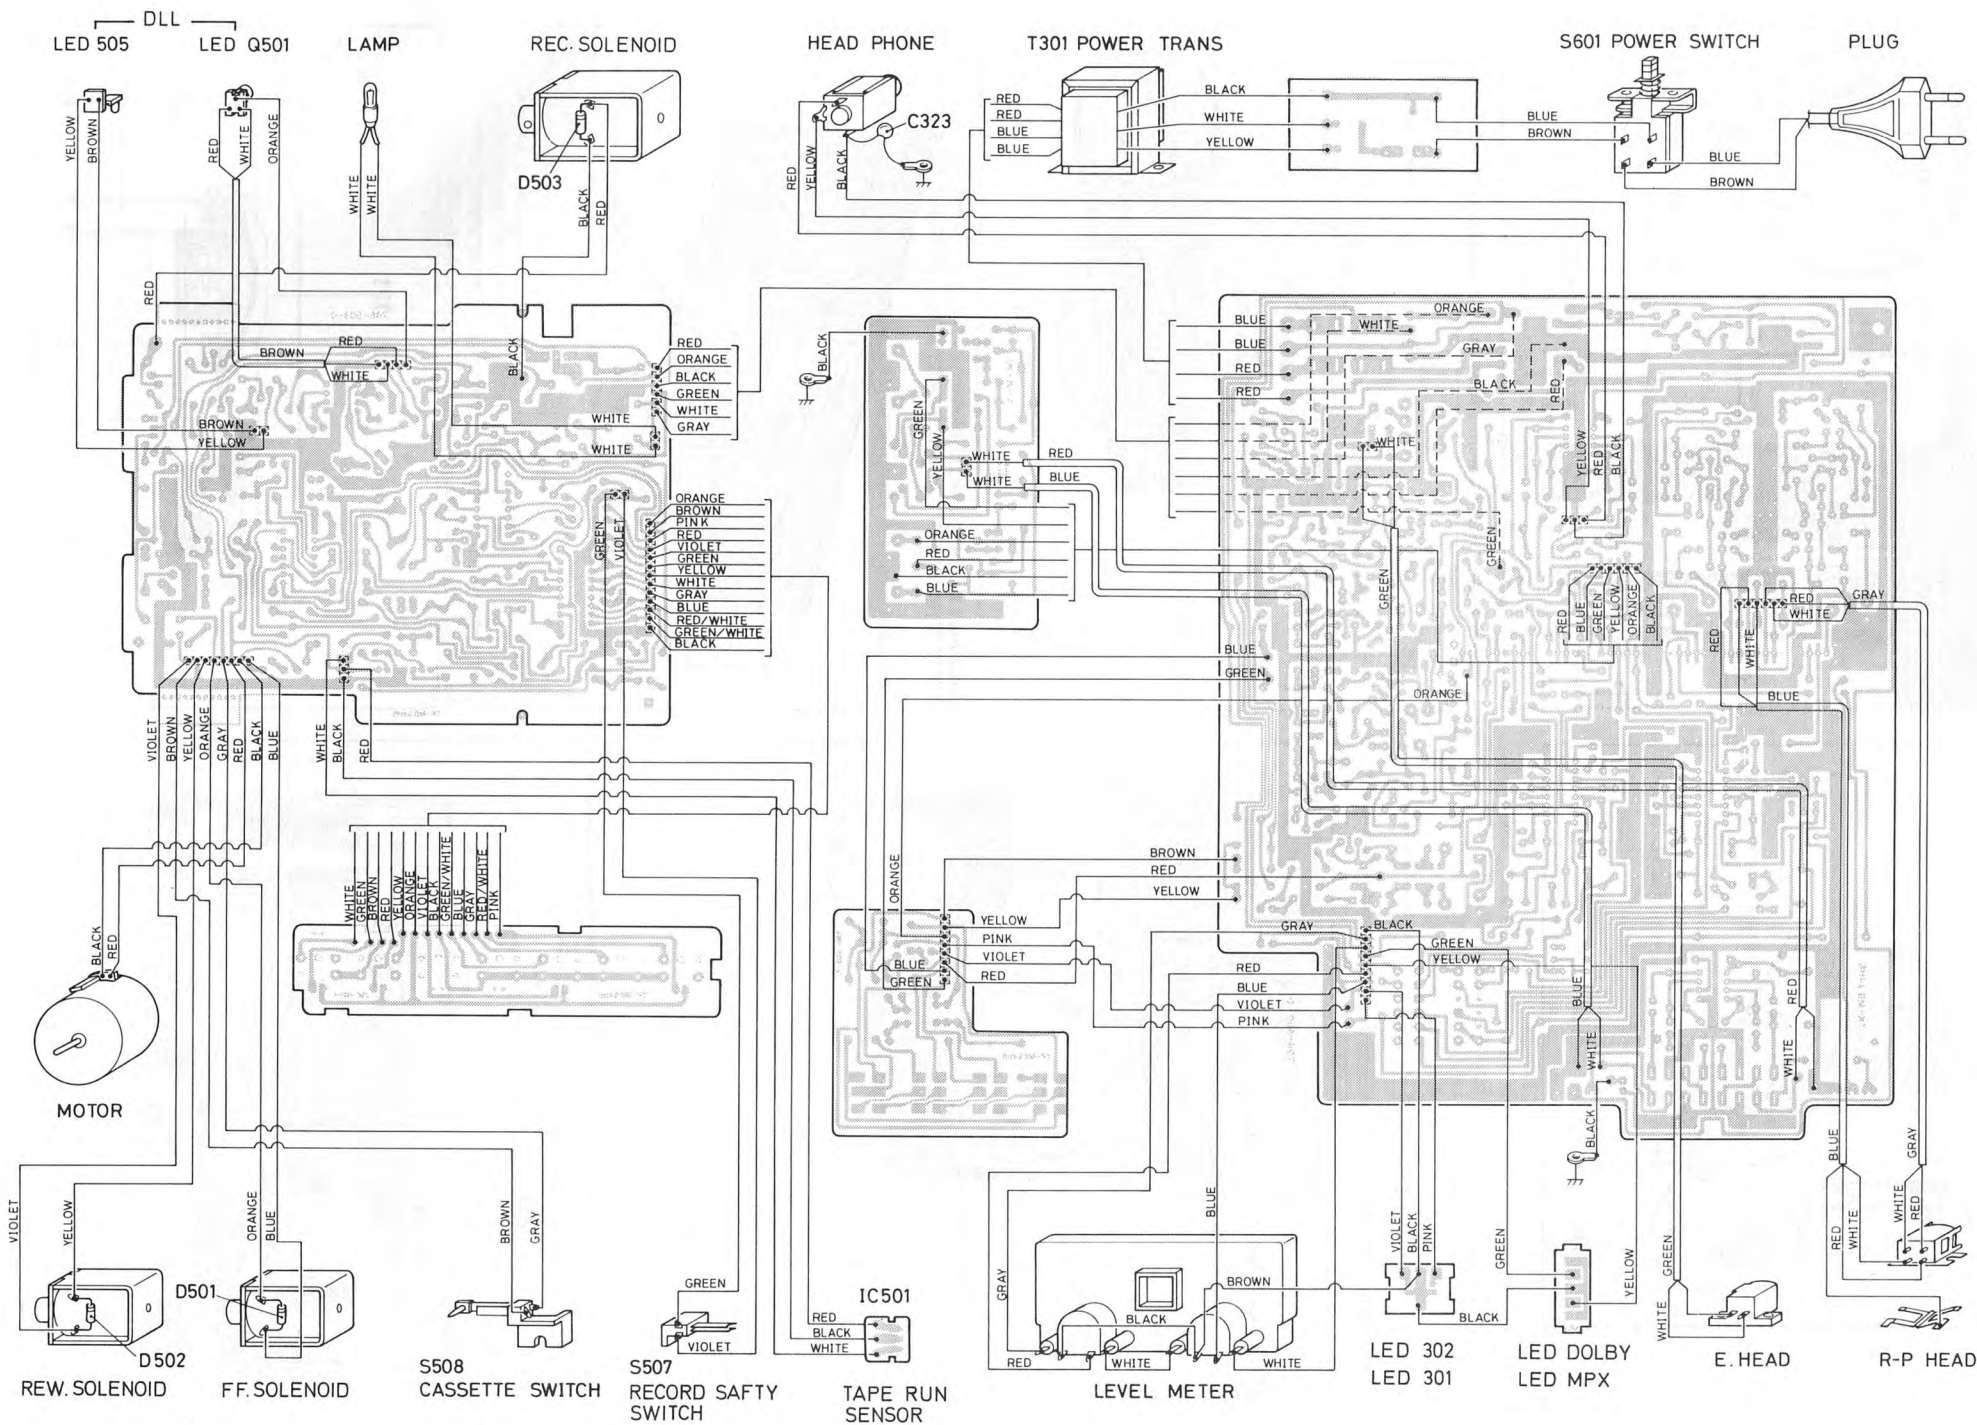 DLL
LED 505
LED Q501
LAMP
REC. SOLENOID
HEAD PHONE
T301 POWER TRANS
S601 POWER SWITCH
PLUG
YELLOW
BROWN
RED
WHITE
ORANGE
WHITE
WHITE
D503
BLACK
RED
RED
YELLOW
BLACK
C323
RED
RED
BLUE
BLUE
BLACK
WHITE
YELLOW
BLUE
BROWN
BLUE
BROWN
RED
BROWN
RED
WHITE
BLACK
RED
ORANGE
BLACK
GREEN
WHITE
GRAY
WHITE
WHITE
BROWN
YELLOW
GREEN
VIOLET
ORANGE
BROWN
PINK
RED
VIOLET
GREEN
YELLOW
WHITE
GRAY
BLUE
RED/WHITE
GREEN/WHITE
BLACK
BLACK
GREEN
YELLOW
WHITE
WHITE
RED
BLUE
ORANGE
RED
BLACK
BLUE
BLUE
BLUE
RED
RED
ORANGE
WHITE
GRAY
BLACK
RED
WHITE
YELLOW
RED
BLACK
GREEN
GREEN
RED
BLUE
GREEN
YELLOW
ORANGE
BLACK
RED
WHITE
RED
WHITE
GRAY
BLUE
BLUE
GREEN
ORANGE
VIOLET
BROWN
YELLOW
ORANGE
GRAY
RED
BLACK
BLUE
WHITE
BLACK
RED
WHITE
GREEN
BROWN
RED
YELLOW
ORANGE
VIOLET
BLACK
GREEN/WHITE
BLUE
GRAY
RED/WHITE
PINK
BLACK
RED
MOTOR
ORANGE
BROWN
RED
YELLOW
YELLOW
PINK
VIOLET
RED
BLUE
GREEN
GRAY
RED
BLUE
VIOLET
PINK
BLACK
GREEN
YELLOW
BLUE
WHITE
RED
WHITE
BLACK
BLUE
GRAY
VIOLET
YELLOW
ORANGE
BLUE
BROWN
GRAY
GREEN
VIOLET
D501
D502
IC501
RED
BLACK
WHITE
GRAY
BLUE
BROWN
BLACK
RED
WHITE
WHITE
VIOLET
BLACK
PINK
GREEN
BLACK
YELLOW
GREEN
WHITE
RED
WHITE
WHITE
RED
REW. SOLENOID
FF. SOLENOID
S508
CASSETTE SWITCH
S507
RECORD SAFTY
SWITCH
TAPE RUN
SENSOR
LEVEL METER
LED 302
LED 301
LED DOLBY
LED MPX
E. HEAD
R-P HEAD